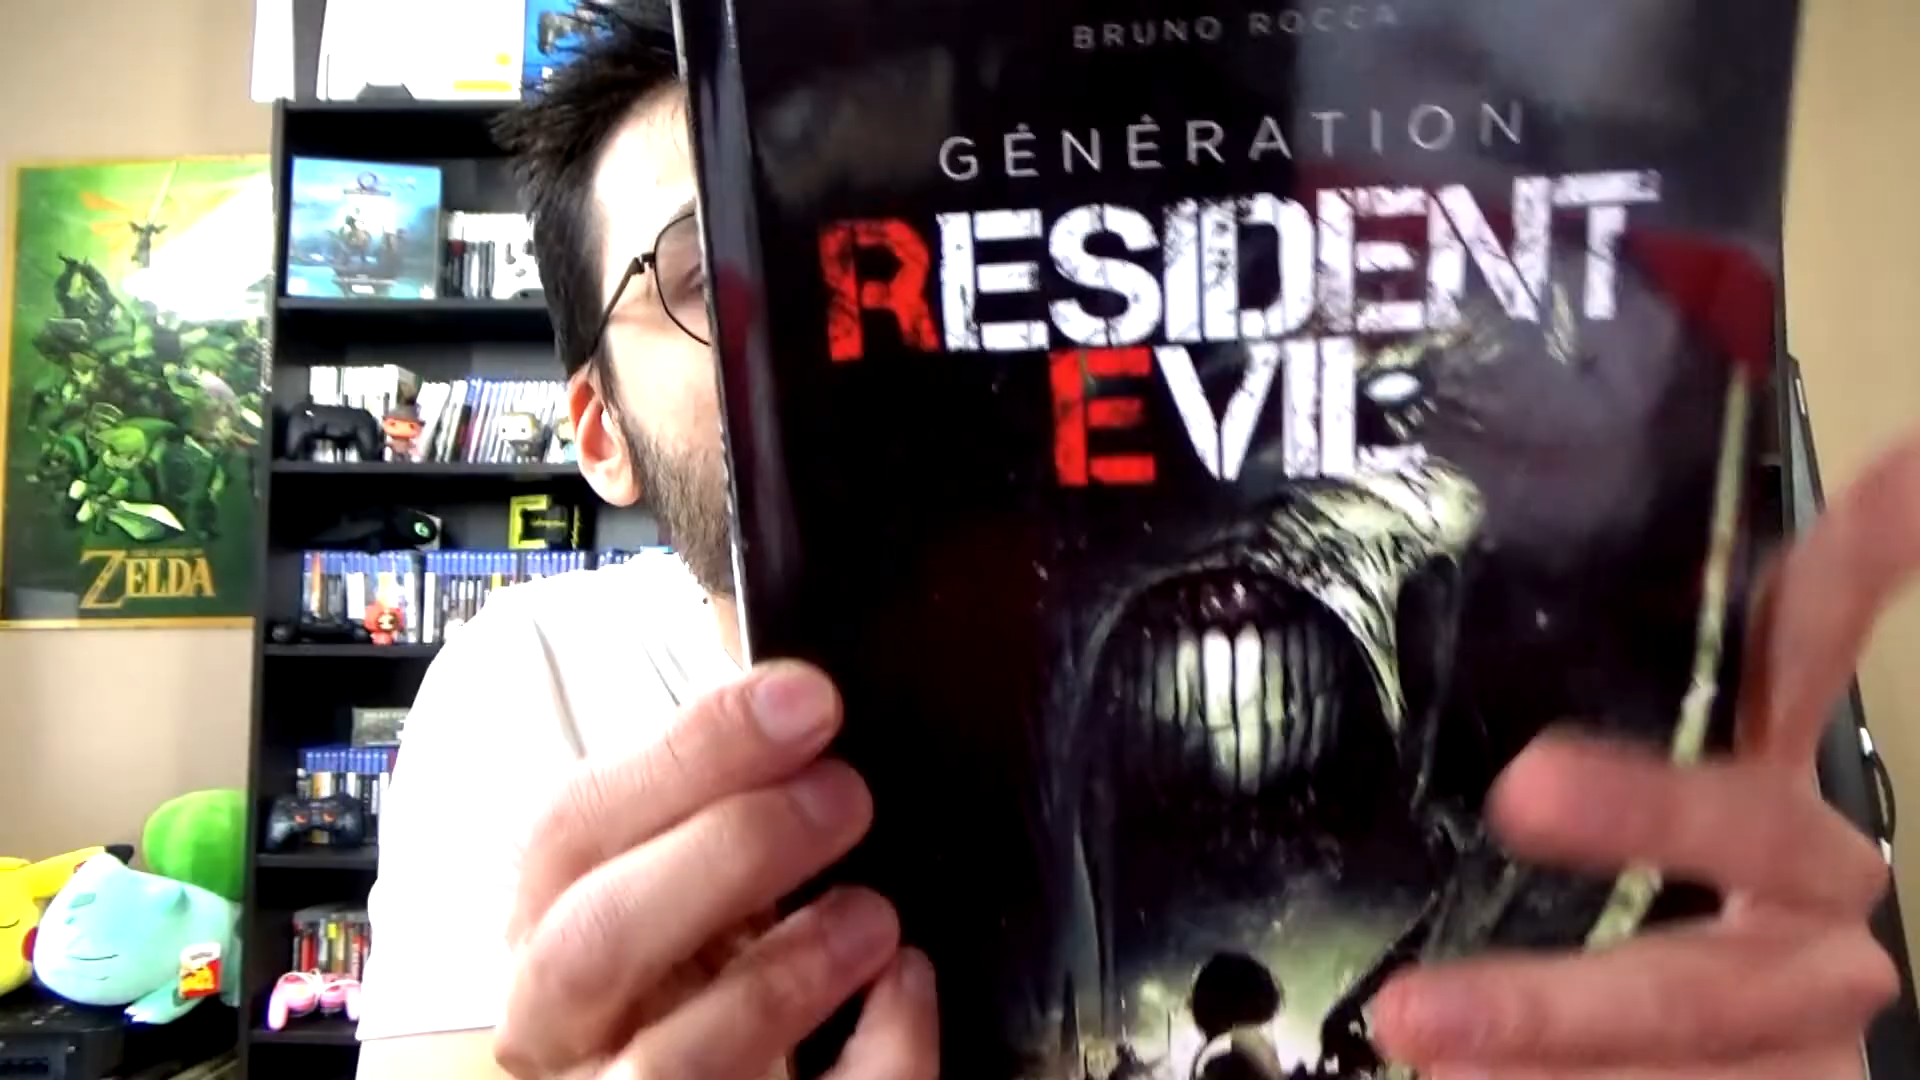 BRUNO ROCCA
GÉNÉRATION
RESIDENT
EVIL
ZELDA